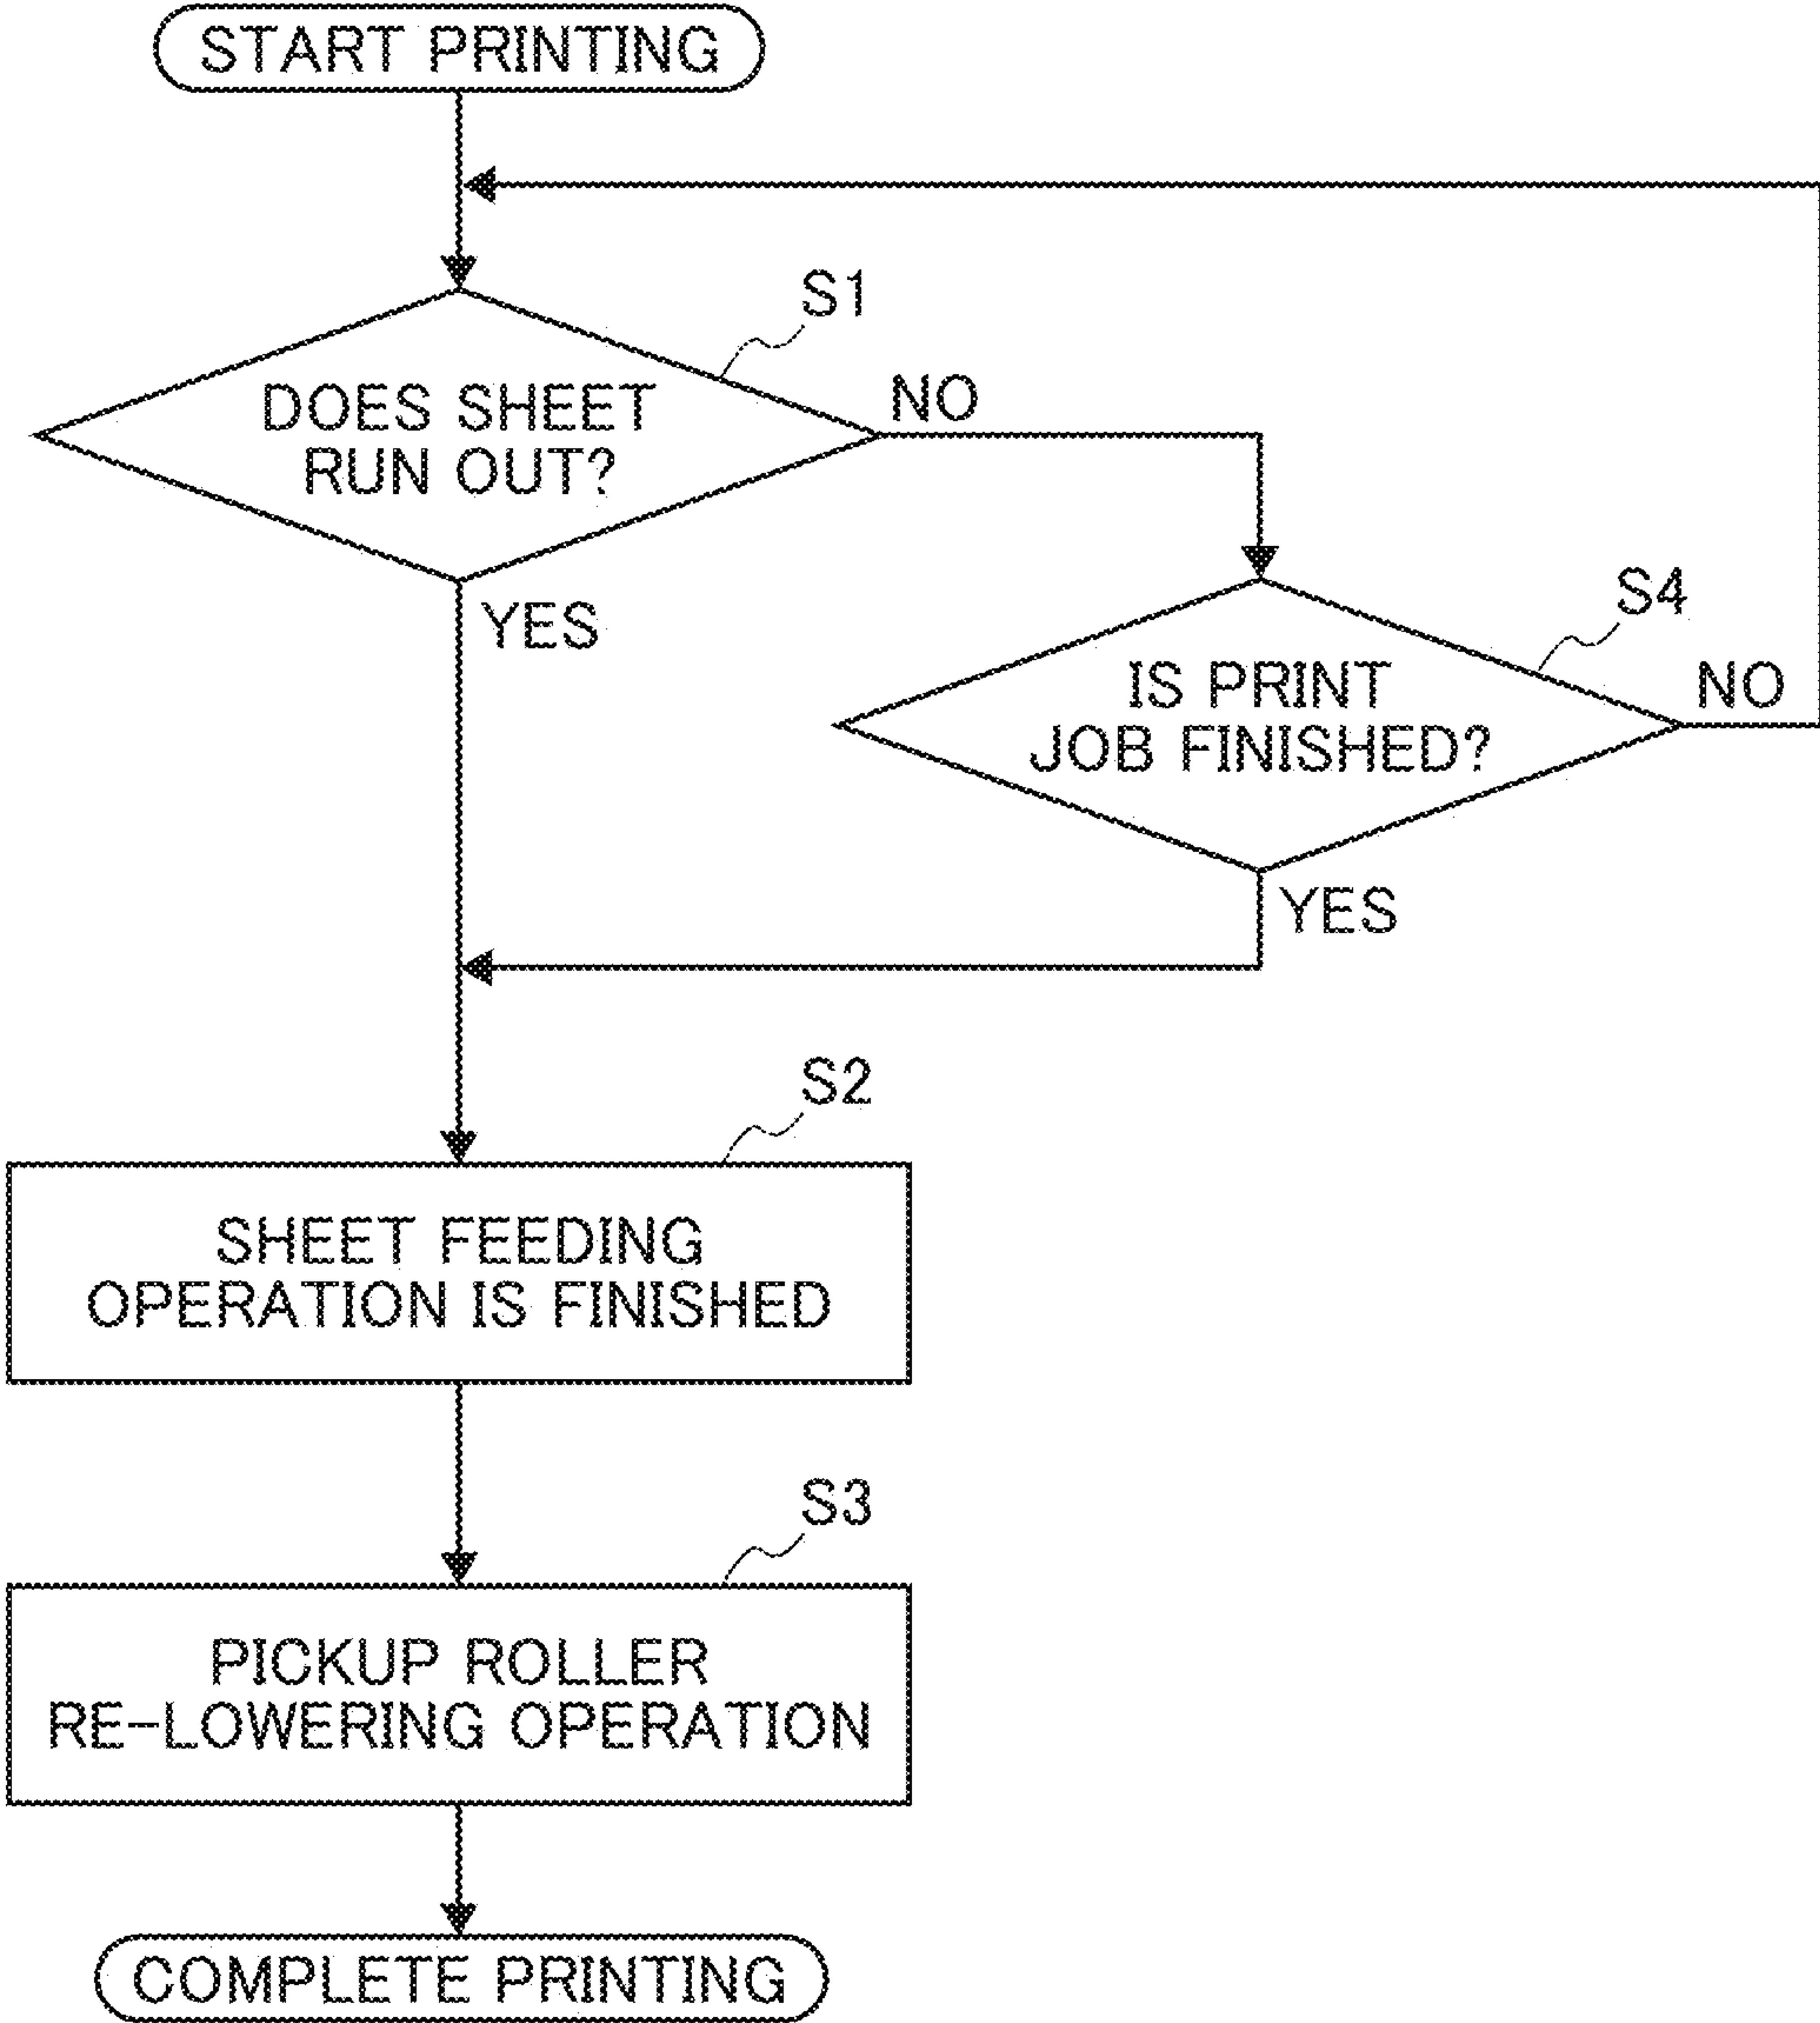 START PRINTING
S1
DOES SHEET
RUN OUT?
NO
YES
S4
IS PRINT
JOB FINISHED?
NO
YES
S2
SHEET FEEDING
OPERATION IS FINISHED
S3
PICKUP ROLLER
RE-LOWERING OPERATION
COMPLETE PRINTING